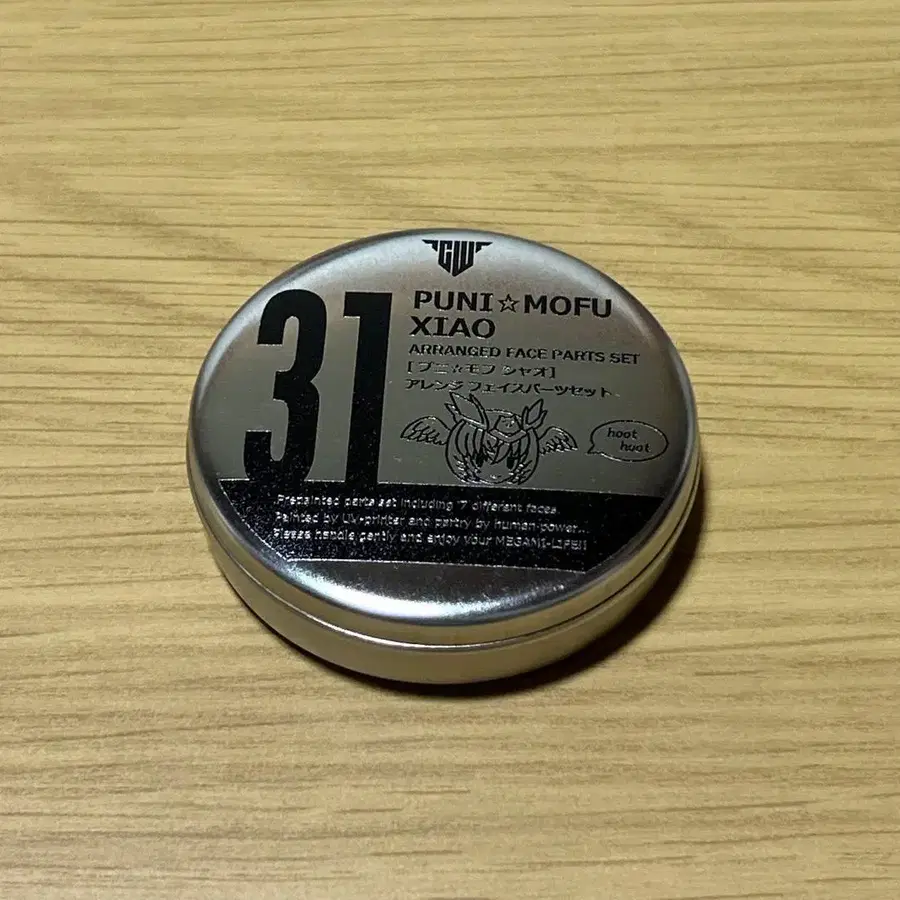 GW
31
PUNI☆MOFU
XIAO
ARRANGED FACE PARTS SET
[プニ☆モフ シャオ]
アレンジフェイスパーツセット
hoot
hoot
Prepainted parts set including 7 different faces.
Painted by UV-printer and partry by human-power...
Please handle gently and enjoy your MEGAMI-LIFE!!